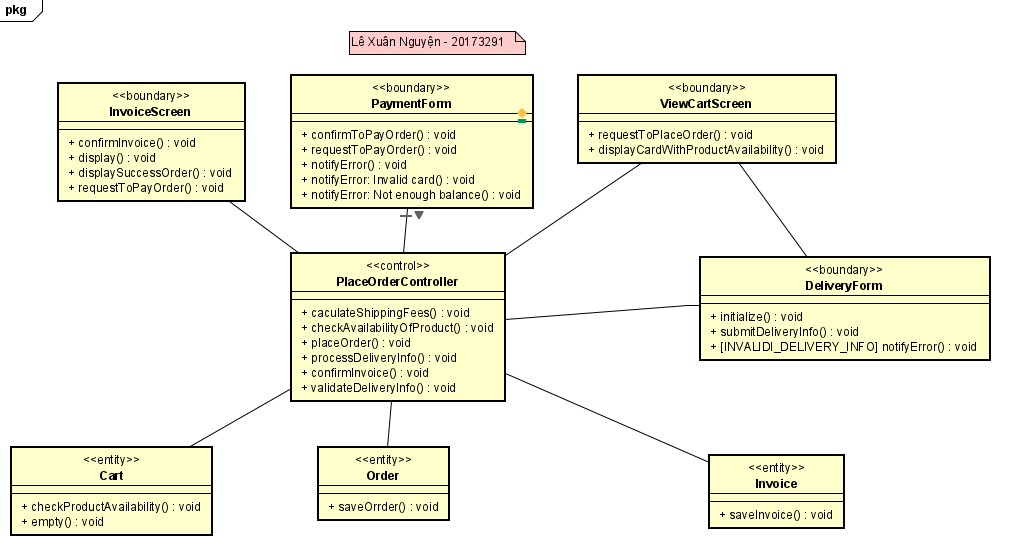 pkg
Lê Xuân Nguyện - 20173291
<<boundary>>
InvoiceScreen
+ confirmInvoice() : void
+ display() : void
+ displaySuccessOrder() : void
+ requestToPayOrder() : void
<<boundary>>
PaymentForm
+ confirmToPayOrder() : void
+ requestToPayOrder() : void
+ notifyError() : void
+ notifyError: Invalid card() : void
+ notifyError: Not enough balance() : void
<<boundary>>
ViewCartScreen
+ requestToPlaceOrder() : void
+ displayCardWithProductAvailability() : void
<<control>>
PlaceOrderController
+ caculateShippingFees() : void
+ checkAvailabilityOfProduct() : void
+ placeOrder() : void
+ processDeliveryInfo() : void
+ confirmInvoice() : void
+ validateDeliveryInfo() : void
<<boundary>>
DeliveryForm
+ initialize() : void
+ submitDeliveryInfo() : void
+ [INVALIDI_DELIVERY_INFO] notifyError() : void
<<entity>>
Cart
+ checkProductAvailability() : void
+ empty() : void
<<entity>>
Order
+ saveOrrder() : void
<<entity>>
Invoice
+ saveInvoice() : void